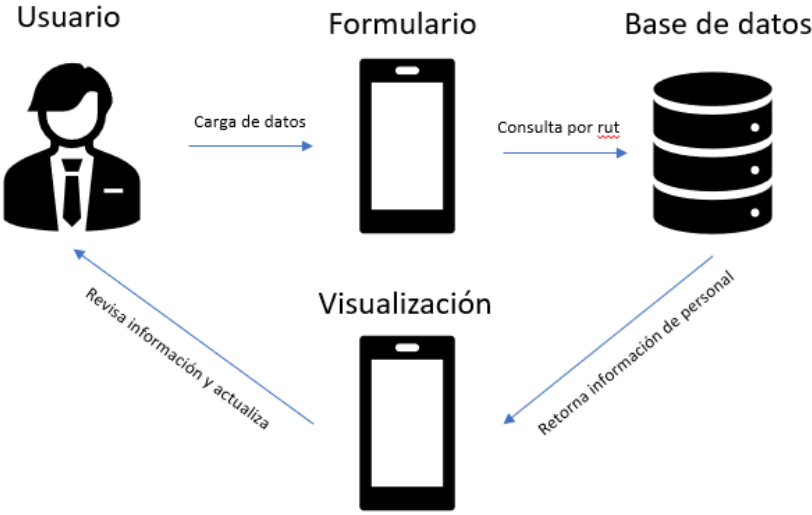 Usuario
Formulario
Base de datos
Carga de datos
Consulta por rut
Visualización
Revisa información y actualiza
Retorna información de personal